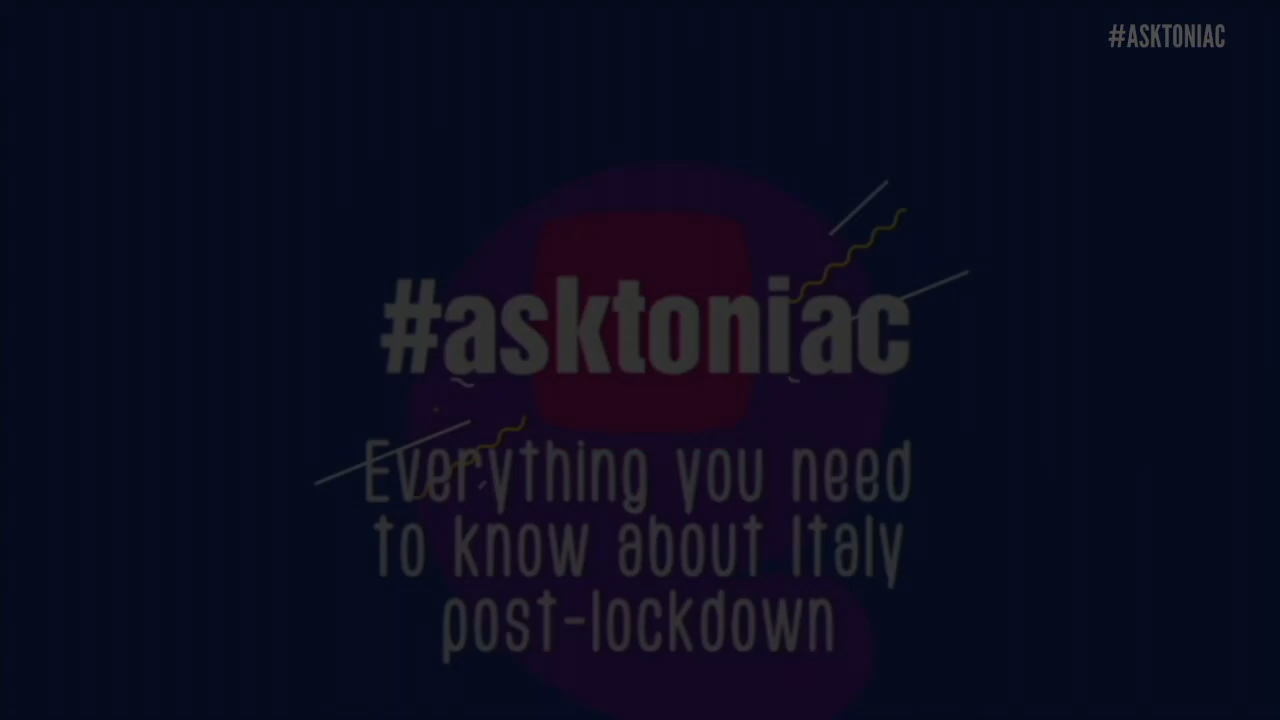 #ASKTONIAC
#asktoniac
Everything you need
to know about Italy
post-lockdown